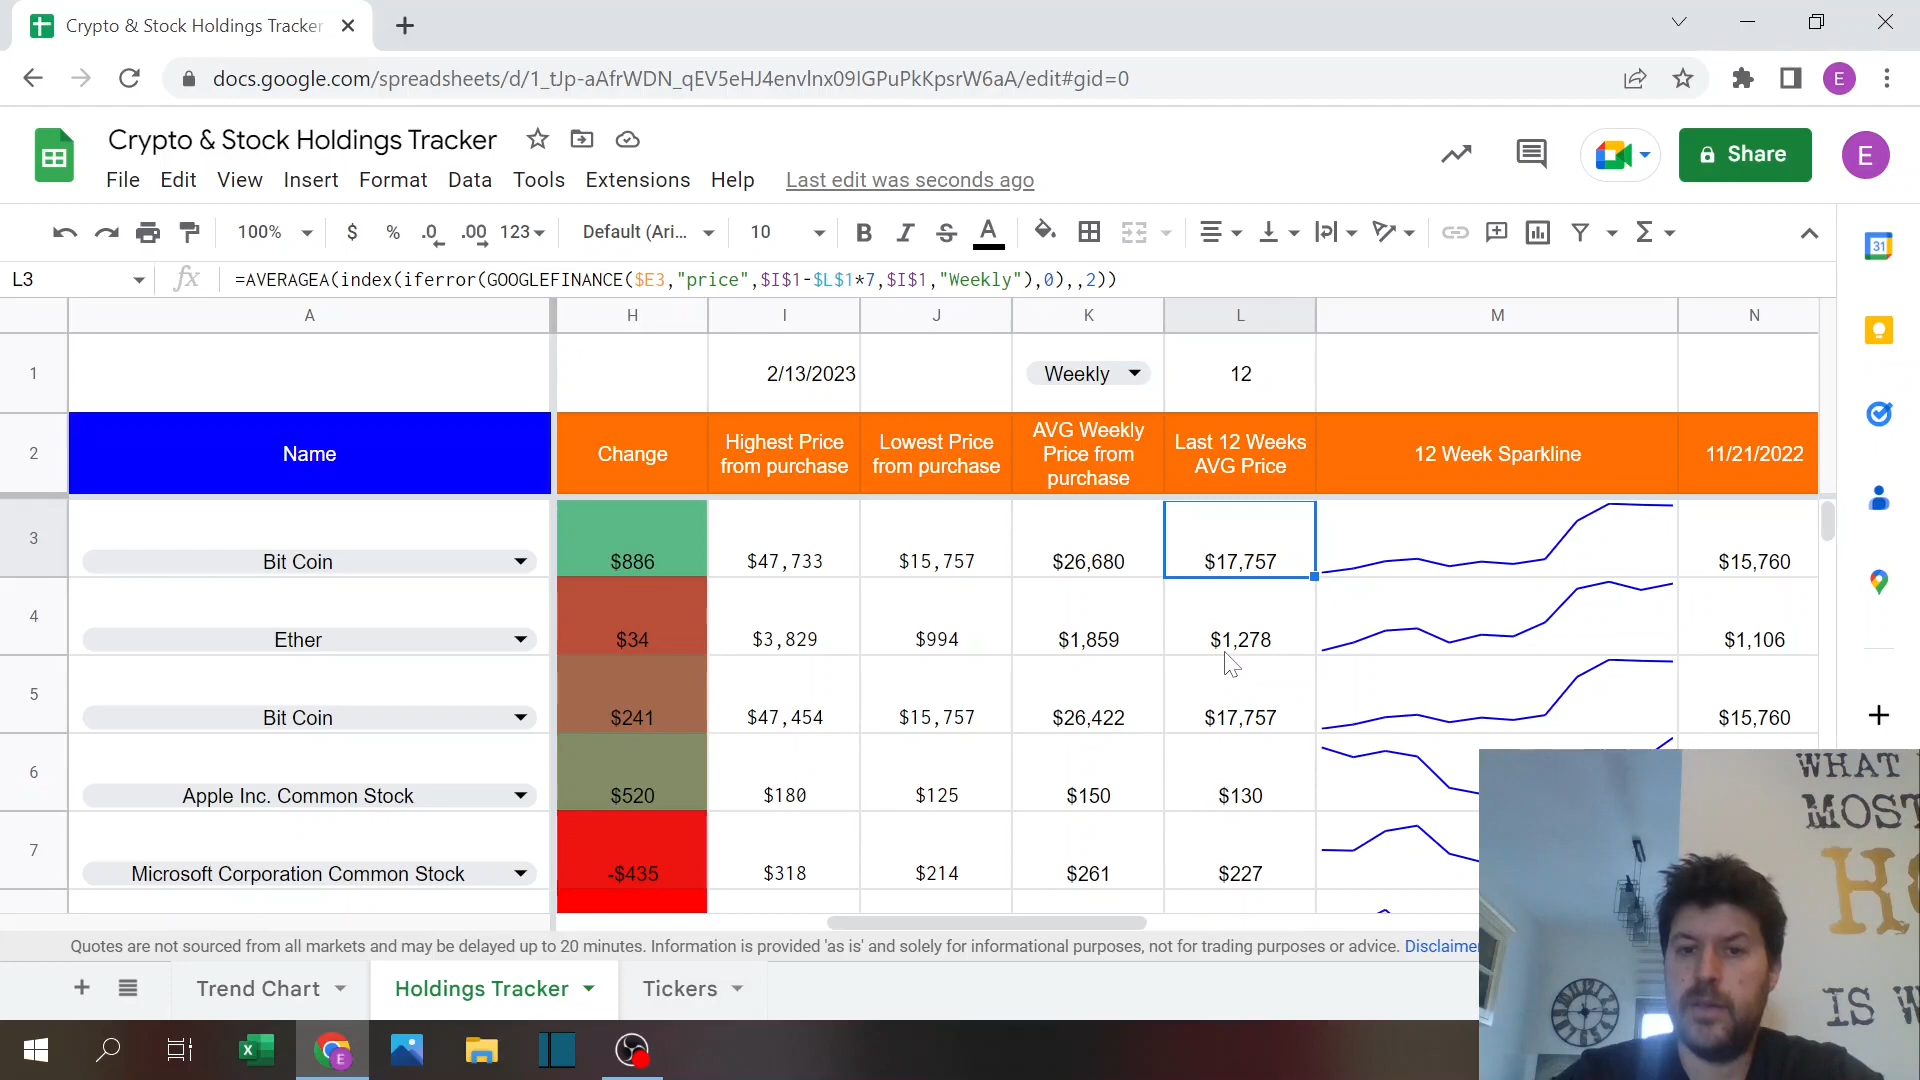 Crypto & Stock Holdings Tracker
docs.google.com/spreadsheets/d/1_tJp-aAfrWDN_qEV5eHJ4envlnx09IGPuPkKpsrW6aA/edit#gid=0
E
Crypto & Stock Holdings Tracker
Share
E
File Edit View Insert Format Data Tools Extensions Help Last edit was seconds ago
100% $ % .0 .00 123 Default (Ari... 10 B I S A Σ
31
L3 fx =AVERAGEA(index(iferror(GOOGLEFINANCE($E3,"price",$I$1-$L$1*7,$I$1,"Weekly"),0),,2))
A H I J K L M N
1 2/13/2023 Weekly 12
2 Name Change Highest Price from purchase Lowest Price from purchase AVG Weekly Price from purchase Last 12 Weeks AVG Price 12 Week Sparkline 11/21/2022
3 Bit Coin $886 $47,733 $15,757 $26,680 $17,757 $15,760
4 Ether $34 $3,829 $994 $1,859 $1,278 $1,106
5 Bit Coin $241 $47,454 $15,757 $26,422 $17,757 $15,760
6 Apple Inc. Common Stock $520 $180 $125 $150 $130
7 Microsoft Corporation Common Stock -$435 $318 $214 $261 $227
WHAT
MOST
HO
IS W
Quotes are not sourced from all markets and may be delayed up to 20 minutes. Information is provided 'as is' and solely for informational purposes, not for trading purposes or advice. Disclaimer
Trend Chart Holdings Tracker Tickers
X E